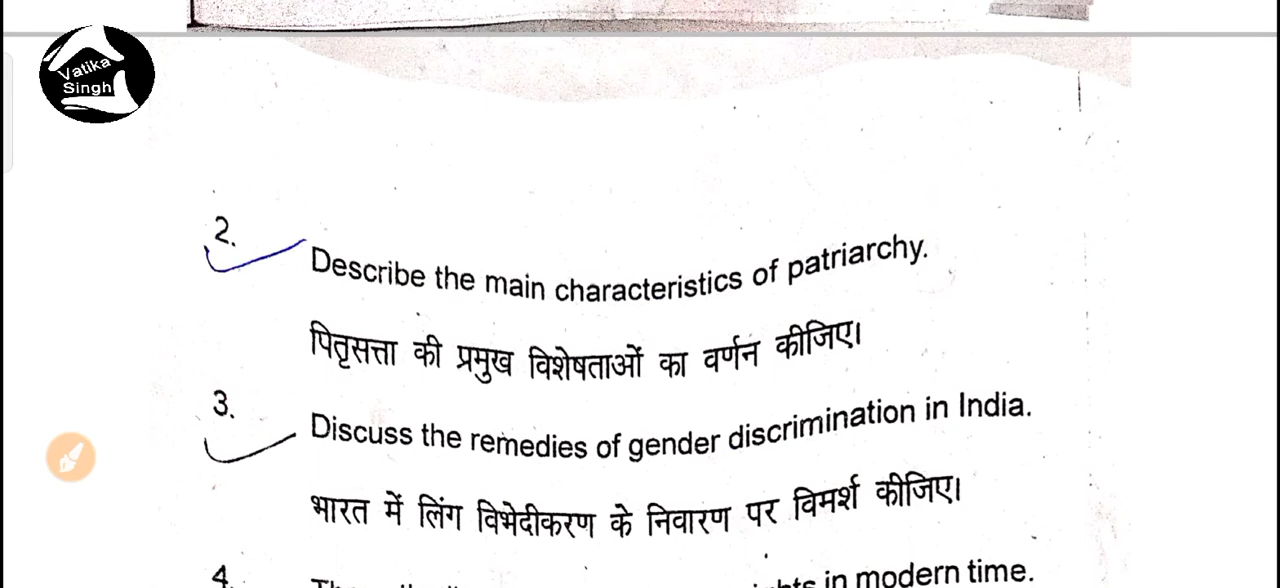 Vatika
Singh
2.
Describe the main characteristics of patriarchy.
पितृसत्ता की प्रमुख विशेषताओं का वर्णन कीजिए।
3.
Discuss the remedies of gender discrimination in India.
भारत में लिंग विभेदीकरण के निवारण पर विमर्श कीजिए।
4.
in modern time.